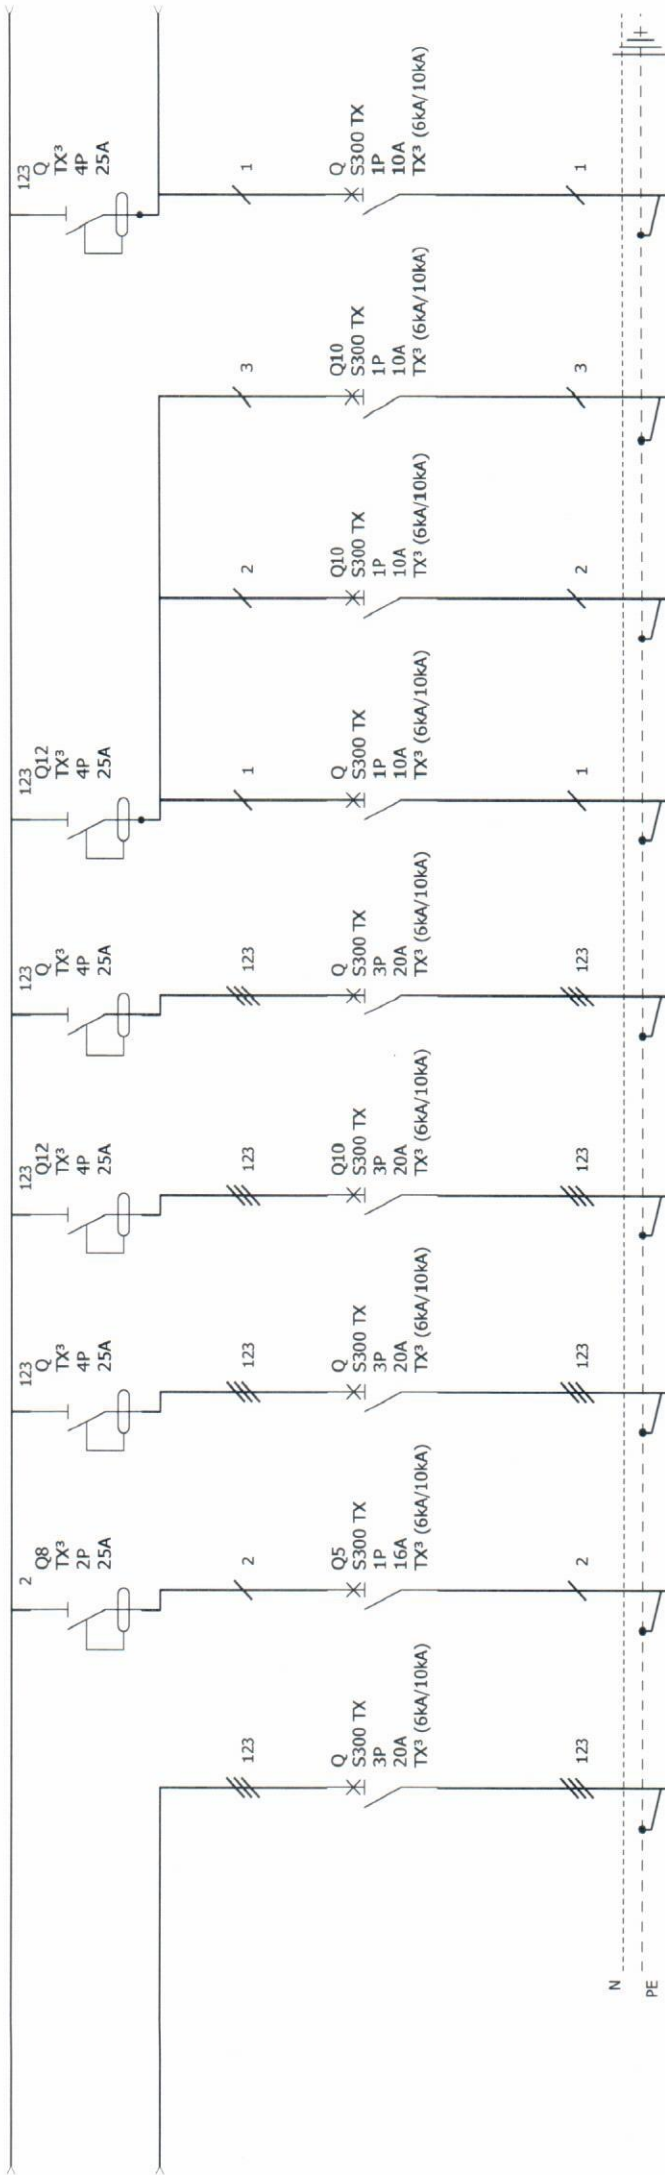 123
Q
TX³
4P
25A
1
Q
S300 TX
1P
10A
TX³ (6kA/10kA)
1
3
Q10
S300 TX
1P
10A
TX³ (6kA/10kA)
3
2
Q10
S300 TX
1P
10A
TX³ (6kA/10kA)
2
123
Q12
TX³
4P
25A
1
Q
S300 TX
1P
10A
TX³ (6kA/10kA)
1
123
Q
TX³
4P
25A
123
Q
S300 TX
3P
20A
TX³ (6kA/10kA)
123
123
Q12
TX³
4P
25A
123
Q10
S300 TX
3P
20A
TX³ (6kA/10kA)
123
123
Q
TX³
4P
25A
123
Q
S300 TX
3P
20A
TX³ (6kA/10kA)
123
2
Q8
TX³
2P
25A
2
Q5
S300 TX
1P
16A
TX³ (6kA/10kA)
2
123
Q
S300 TX
3P
20A
TX³ (6kA/10kA)
123
N
PE